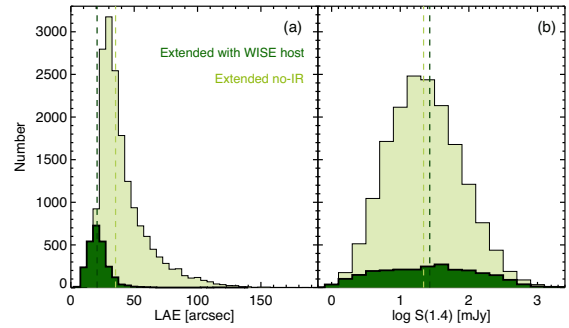 (a)
(b)
Extended with WISE host
Extended no-IR
3000
2500
2000
1500
1000
500
0
Number
0 50 100 150
LAE [arcsec]
0 1 2 3
log S(1.4) [mJy]